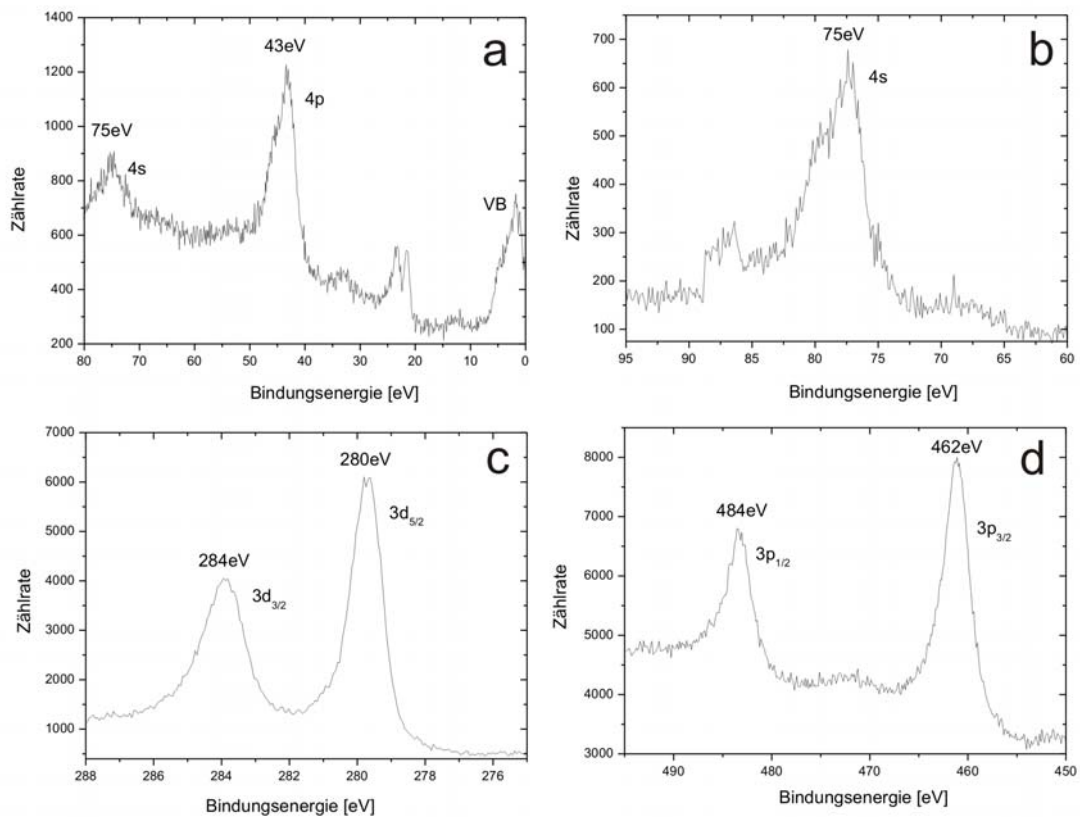 a
1400
1200
1000
800
600
400
200
80 70 60 50 40 30 20 10 0
Zählrate
Bindungsenergie [eV]
75eV
4s
43eV
4p
VB
b
700
600
500
400
300
200
100
95 90 85 80 75 70 65 60
Zählrate
Bindungsenergie [eV]
75eV
4s
c
7000
6000
5000
4000
3000
2000
1000
288 286 284 282 280 278 276
Zählrate
Bindungsenergie [eV]
284eV
3d3/2
280eV
3d5/2
d
8000
7000
6000
5000
4000
3000
490 480 470 460 450
Zählrate
Bindungsenergie [eV]
484eV
3p1/2
462eV
3p3/2